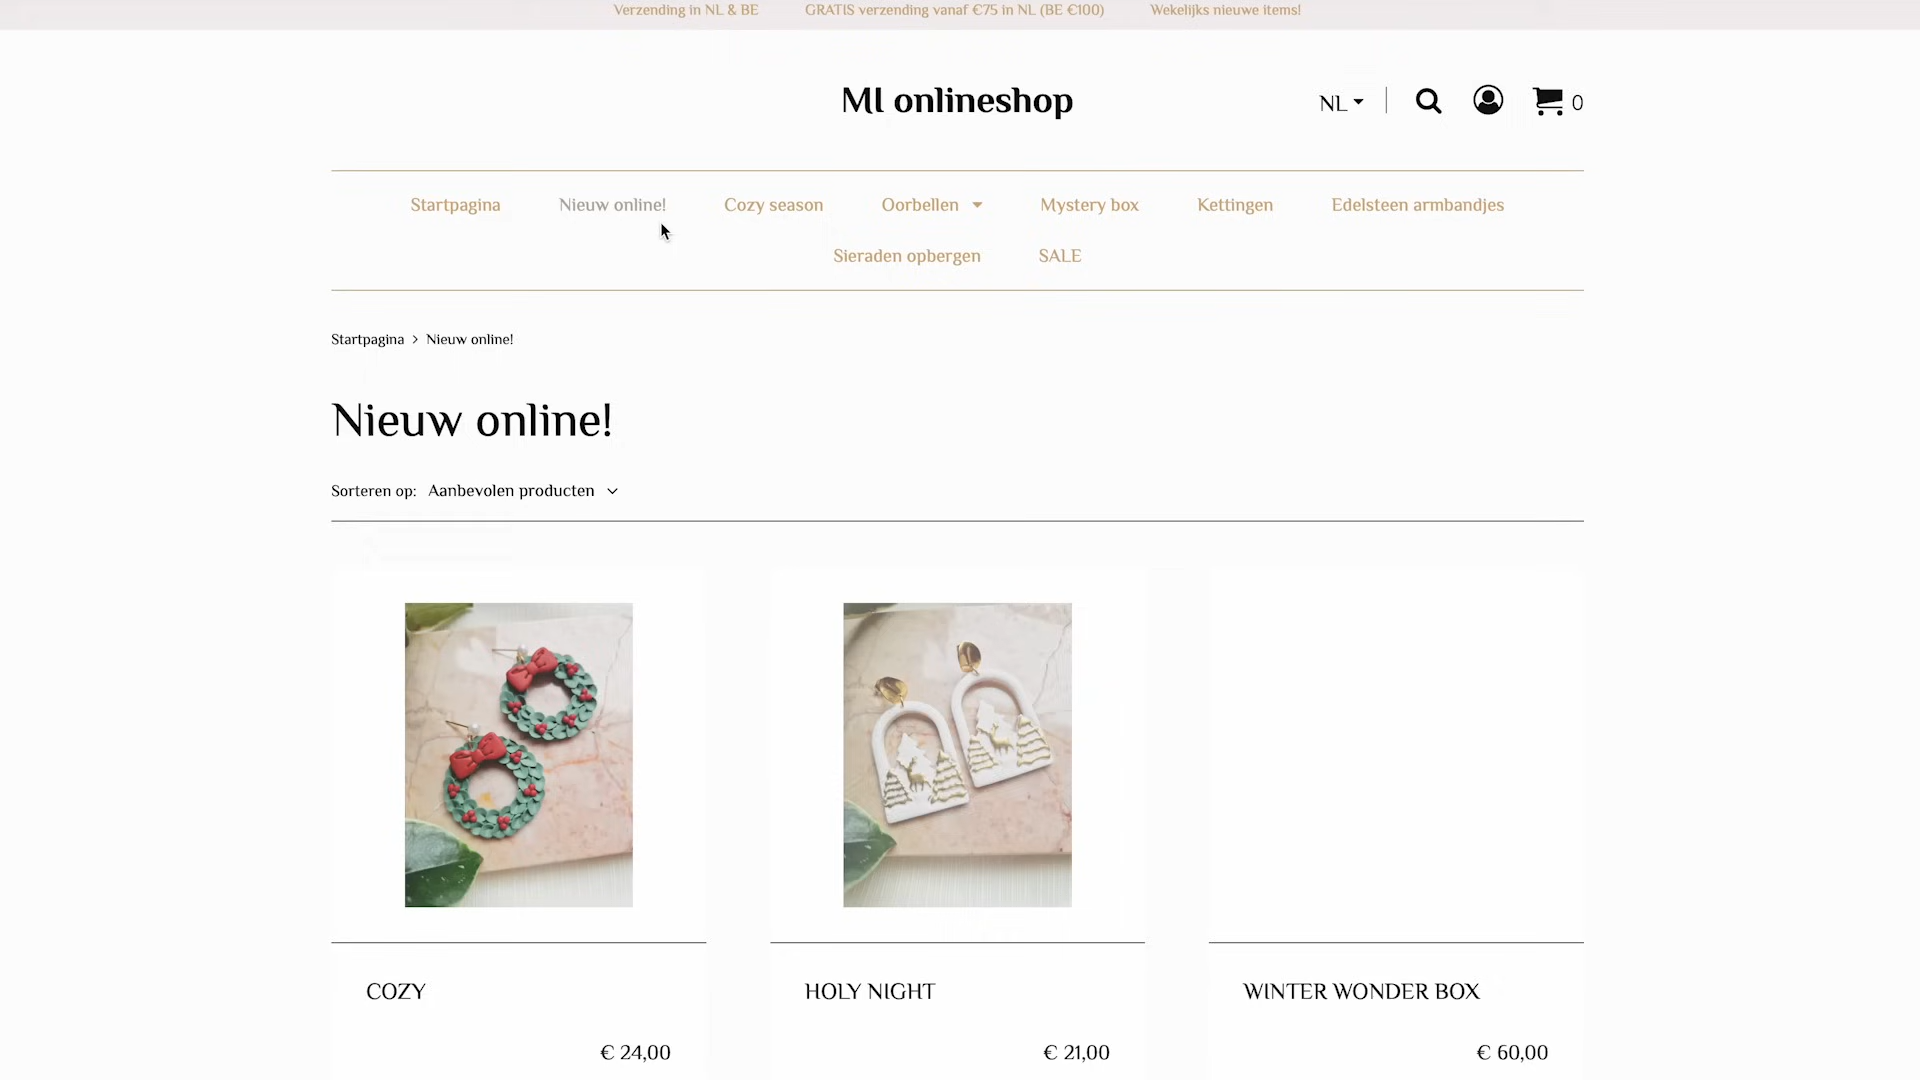 Verzending in NL & BE GRATIS verzending vanaf €75 in NL (BE €100) Wekelijks nieuwe items!
Ml onlineshop
NL
0
Startpagina Nieuw online! Cozy season Oorbellen Mystery box Kettingen Edelsteen armbandjes
Sieraden opbergen SALE
Startpagina > Nieuw online!
Nieuw online!
Sorteren op: Aanbevolen producten
COZY
€ 24,00
HOLY NIGHT
€ 21,00
WINTER WONDER BOX
€ 60,00